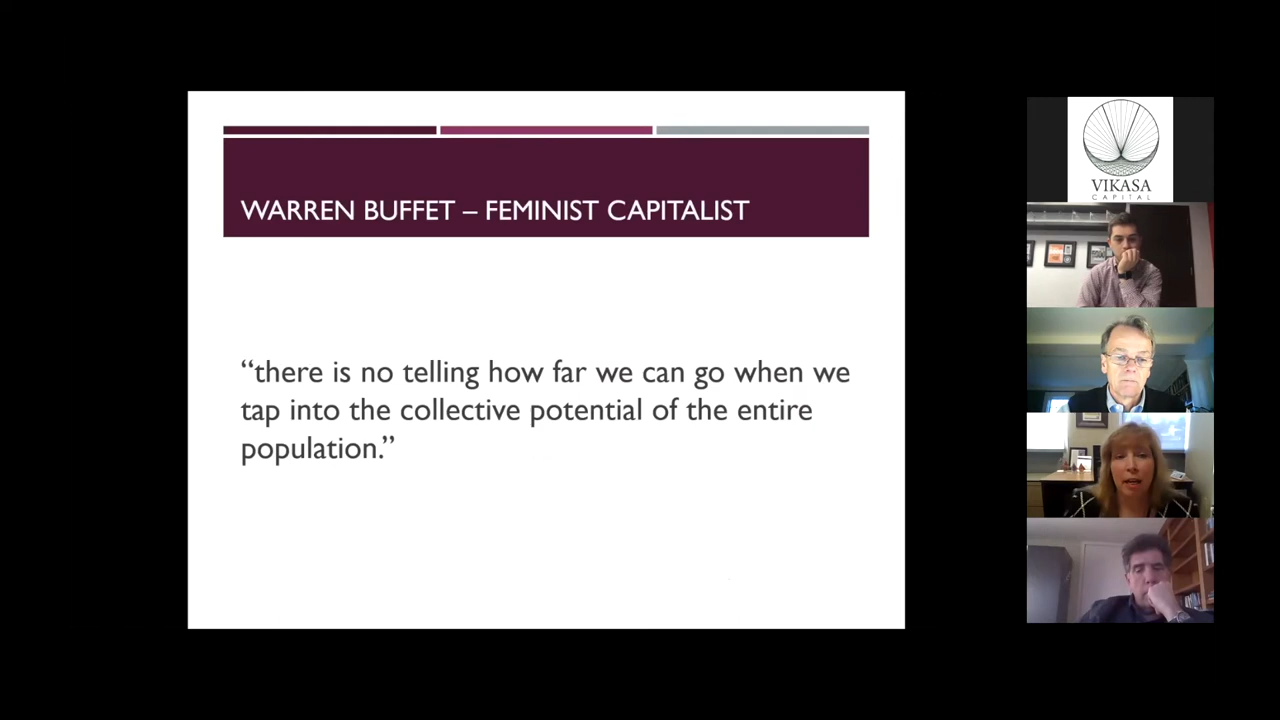 WARREN BUFFET – FEMINIST CAPITALIST
“there is no telling how far we can go when we
tap into the collective potential of the entire
population.”
VIKASA
CAPITAL